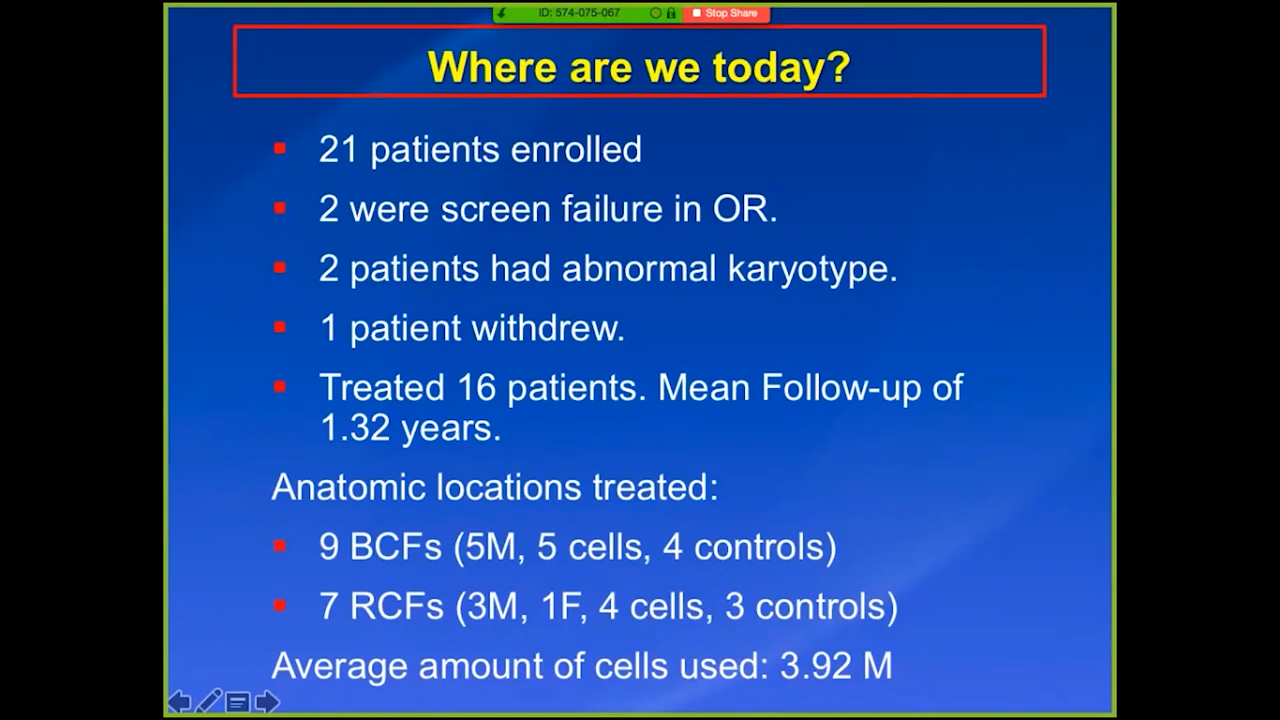 ID: 574-075-067
Stop Share
Where are we today?
21 patients enrolled
2 were screen failure in OR.
2 patients had abnormal karyotype.
1 patient withdrew.
Treated 16 patients. Mean Follow-up of
1.32 years.
Anatomic locations treated:
9 BCFs (5M, 5 cells, 4 controls)
7 RCFs (3M, 1F, 4 cells, 3 controls)
Average amount of cells used: 3.92 M